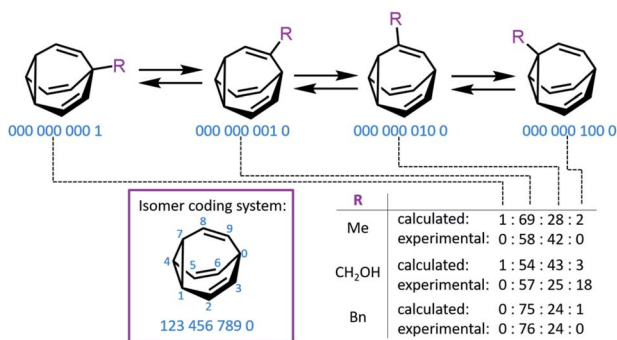 R
R
R
R
000 000 000 1
000 000 001 0
000 000 010 0
000 000 100 0
Isomer coding system:
8
7
9
0
4
5
6
3
1
2
123 456 789 0
R
Me
calculated: 1 : 69 : 28 : 2
experimental: 0 : 58 : 42 : 0
CH₂OH
calculated: 1 : 54 : 43 : 3
experimental: 0 : 57 : 25 : 18
Bn
calculated: 0 : 75 : 24 : 1
experimental: 0 : 76 : 24 : 0